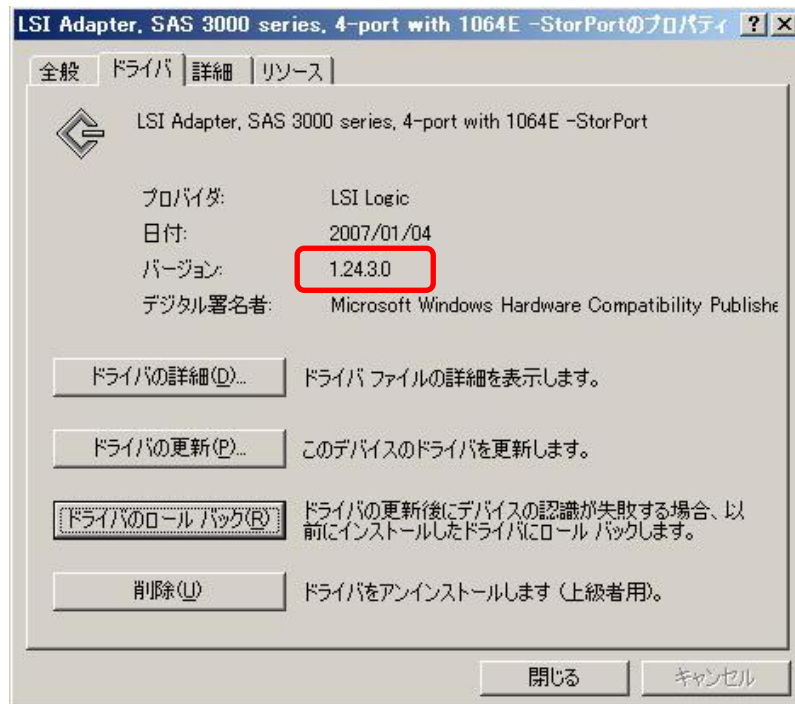 LSI Adapter, SAS 3000 series, 4-port with 1064E -StorPortのプロパティ
全般 ドライバ 詳細 リソース
LSI Adapter, SAS 3000 series, 4-port with 1064E -StorPort
プロバイダ: LSI Logic
日付: 2007/01/04
バージョン: 1.24.3.0
デジタル署名者: Microsoft Windows Hardware Compatibility Publishe
ドライバの詳細(D)... ドライバ ファイルの詳細を表示します。
ドライバの更新(P)... このデバイスのドライバを更新します。
ドライバのロール バック(R) ドライバの更新後にデバイスの認識が失敗する場合、以
前にインストールしたドライバにロール バックします。
削除(U) ドライバをアンインストールします (上級者用)。
閉じる キャンセル